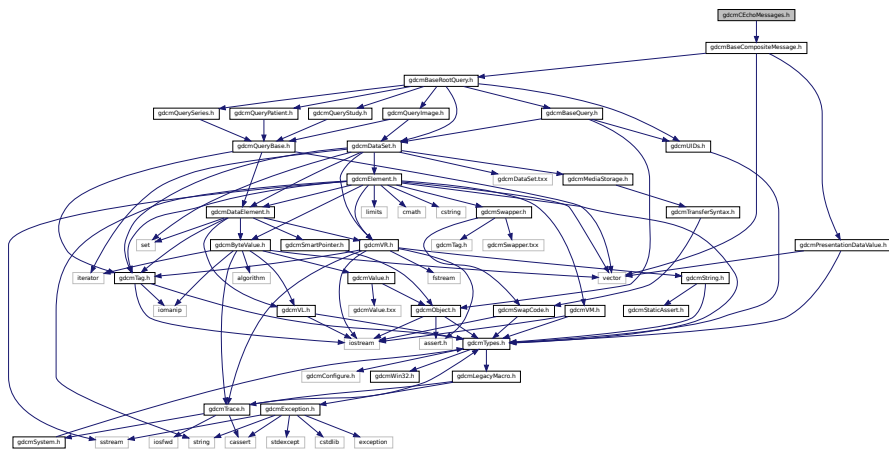 gdcmCEchoMessages.h
gdcmBaseCompositeMessage.h
gdcmBaseRootQuery.h
gdcmQuerySeries.h
gdcmQueryPatient.h
gdcmQueryStudy.h
gdcmQueryImage.h
gdcmBaseQuery.h
gdcmQueryBase.h
gdcmDataSet.h
gdcmUIDs.h
gdcmElement.h
gdcmDataSet.txx
gdcmMediaStorage.h
gdcmDataElement.h
limits
cmath
cstring
gdcmSwapper.h
gdcmTransferSyntax.h
set
gdcmByteValue.h
gdcmSmartPointer.h
gdcmVR.h
gdcmTag.h
gdcmSwapper.txx
gdcmPresentationDataValue.h
iterator
gdcmTag.h
algorithm
gdcmValue.h
fstream
vector
gdcmString.h
iomanip
gdcmVL.h
gdcmValue.txx
gdcmObject.h
gdcmSwapCode.h
gdcmVM.h
gdcmStaticAssert.h
iostream
assert.h
gdcmTypes.h
gdcmConfigure.h
gdcmWin32.h
gdcmLegacyMacro.h
gdcmTrace.h
gdcmException.h
gdcmSystem.h
sstream
iosfwd
string
cassert
stdexcept
cstdlib
exception